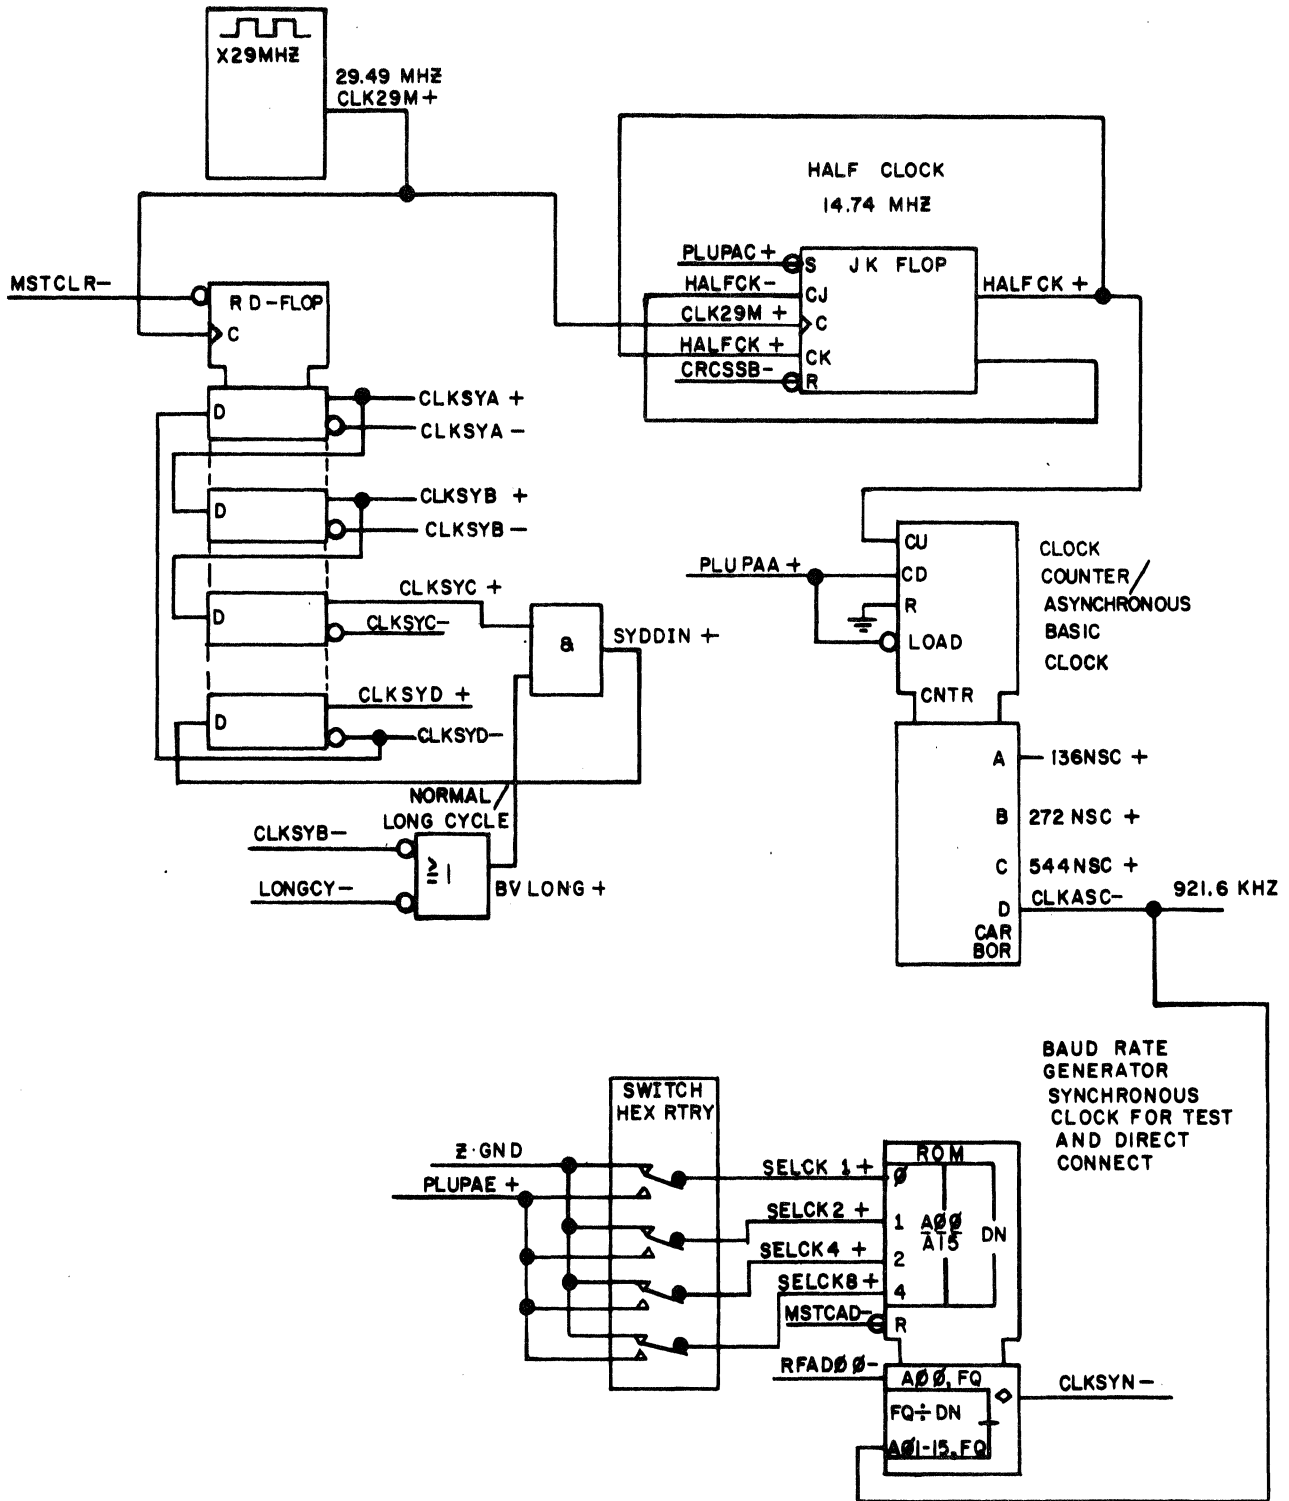 X29MHZ
29.49 MHZ
CLK29M+
HALF CLOCK
14.74 MHZ
MSTCLR-
R D-FLOP
C
PLUPAC+
S
JK FLOP
HALFCK-
CJ
HALFCK +
CLK29M +
C
HALFCK +
CK
CRCSSB-
R
D
CLKSYA +
CLKSYA -
D
CLKSYB +
CLKSYB -
CLKSYC +
D
CLKSYC-
&
SYDDIN +
CLKSYD +
D
CLKSYD-
PLUPAA +
CU
CD
R
LOAD
CNTR
CLOCK
COUNTER/
ASYNCHRONOUS
BASIC
CLOCK
A
136NSC +
B
272 NSC +
C
544NSC +
D
CLKASC-
921.6 KHZ
CAR
BOR
NORMAL/
LONG CYCLE
CLKSYB-
≥1
LONGCY-
BVLONG +
BAUD RATE
GENERATOR
SYNCHRONOUS
CLOCK FOR TEST
AND DIRECT
CONNECT
SWITCH
HEX RTRY
Z·GND
PLUPAE +
SELCK 1+
SELCK2 +
SELCK4 +
SELCK8+
MSTCAD-
RFADØØ-
ROM
Ø
1
2
4
R
AØØ
A15
DN
AØØ,FQ
FQ÷DN
AØ1-15,FQ
CLKSYN-